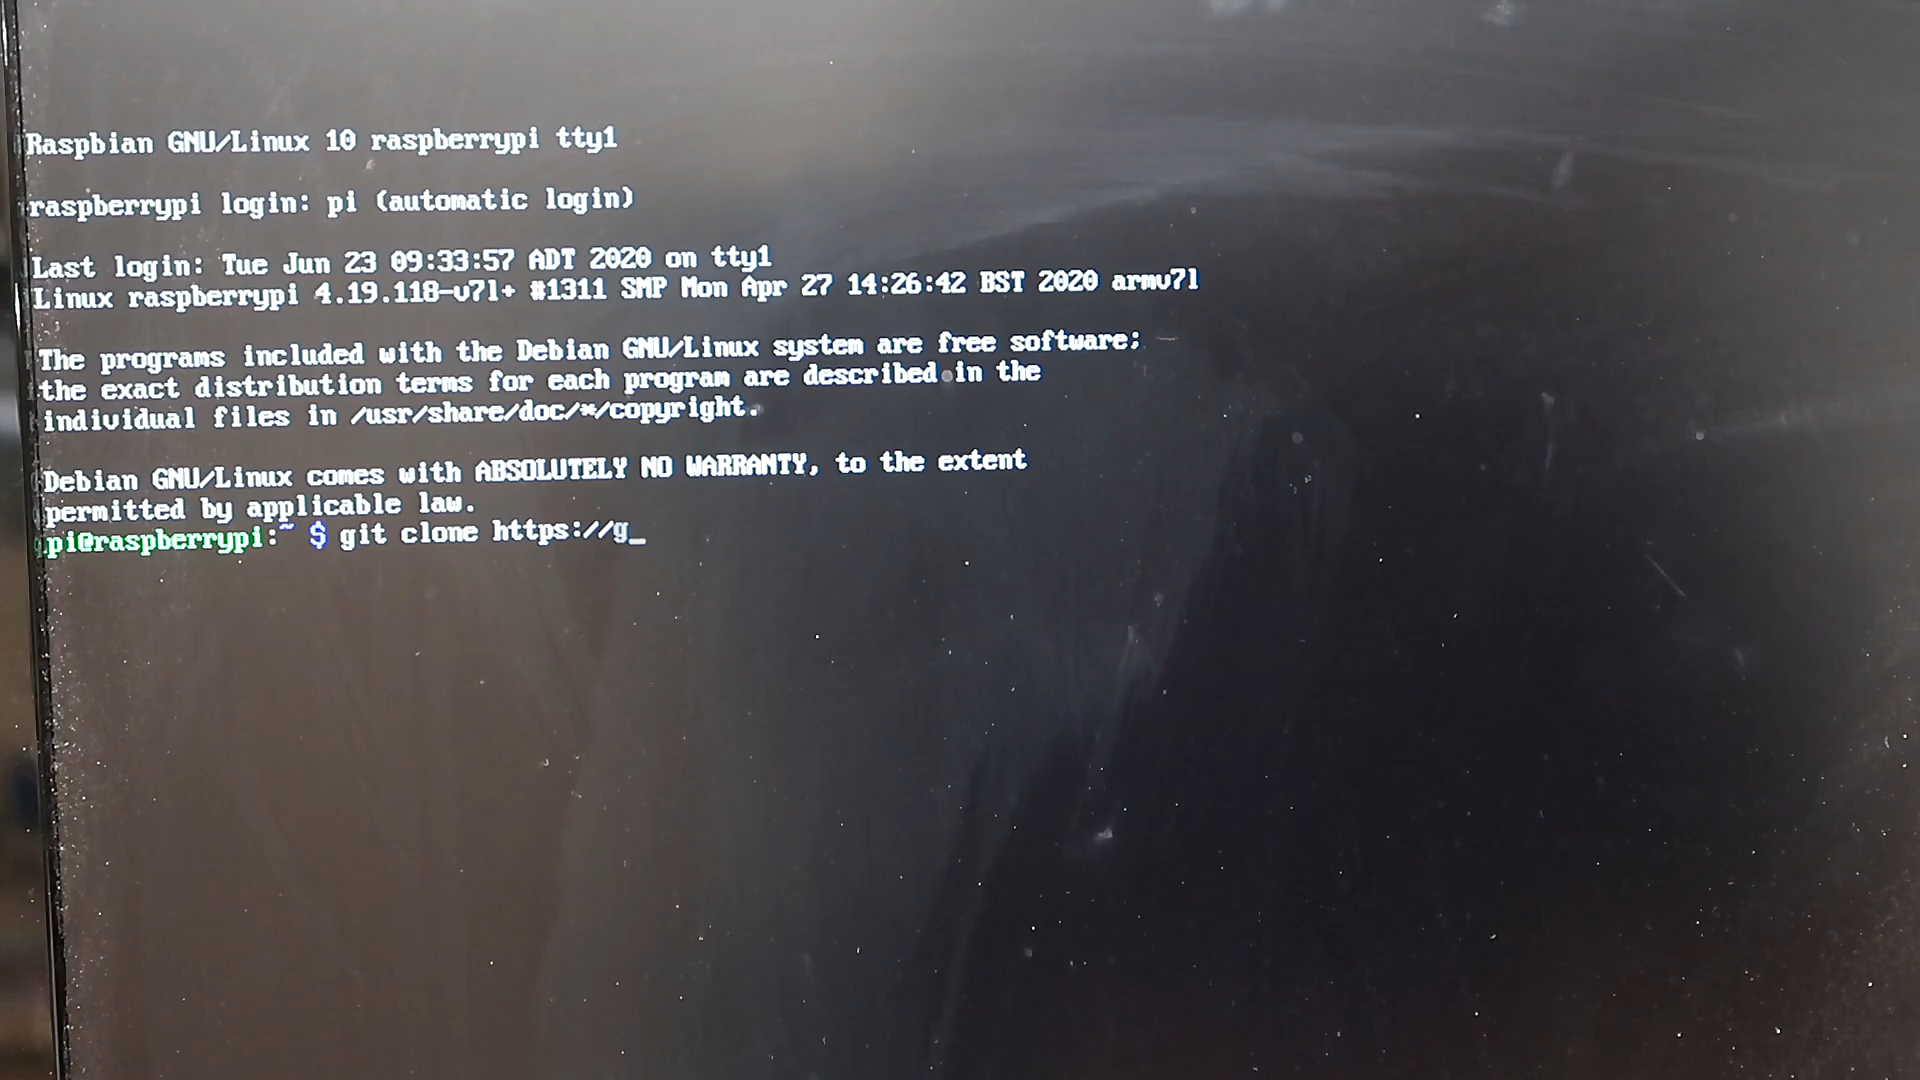 Raspbian GNU/Linux 10 raspberrypi tty1
raspberrypi login: pi (automatic login)
Last login: Tue Jun 23 09:33:57 ADT 2020 on tty1
Linux raspberrypi 4.19.118-v7l+ #1311 SMP Mon Apr 27 14:26:42 BST 2020 armv7l
The programs included with the Debian GNU/Linux system are free software;
the exact distribution terms for each program are described in the
individual files in /usr/share/doc/*/copyright.
Debian GNU/Linux comes with ABSOLUTELY NO WARRANTY, to the extent
permitted by applicable law.
pi@raspberrypi:~ $ git clone https://g_